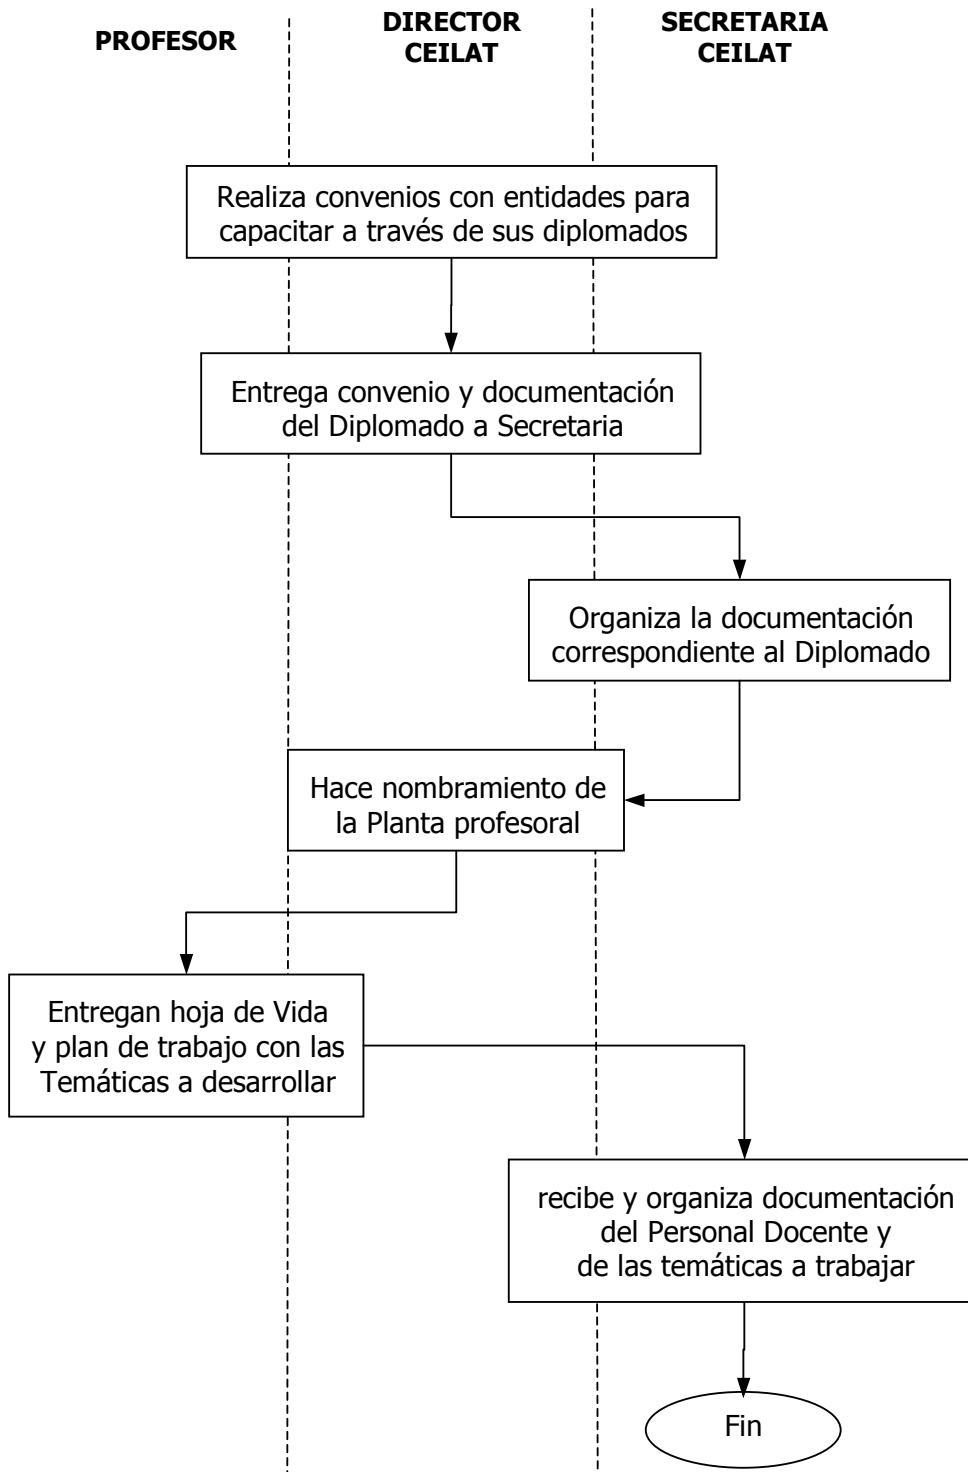 PROFESOR
DIRECTOR
CEILAT
SECRETARIA
CEILAT
Realiza convenios con entidades para
capacitar a través de sus diplomados
Entrega convenio y documentación
del Diplomado a Secretaria
Organiza la documentación
correspondiente al Diplomado
Hace nombramiento de
la Planta profesoral
Entregan hoja de Vida
y plan de trabajo con las
Temáticas a desarrollar
recibe y organiza documentación
del Personal Docente y
de las temáticas a trabajar
Fin